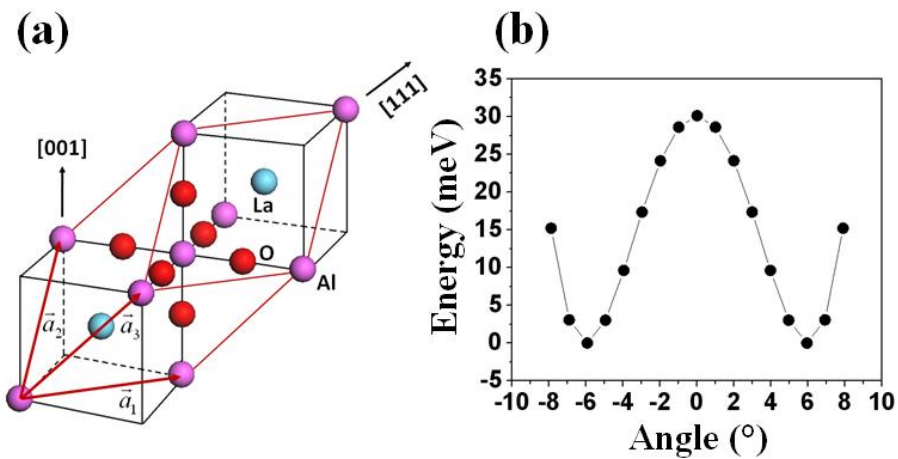 (a)
[001]
[111]
La
O
Al
a⃗₂
a⃗₃
a⃗₁
(b)
Energy (meV)
35
30
25
20
15
10
5
0
-5
-10 -8 -6 -4 -2 0 2 4 6 8 10
Angle (°)